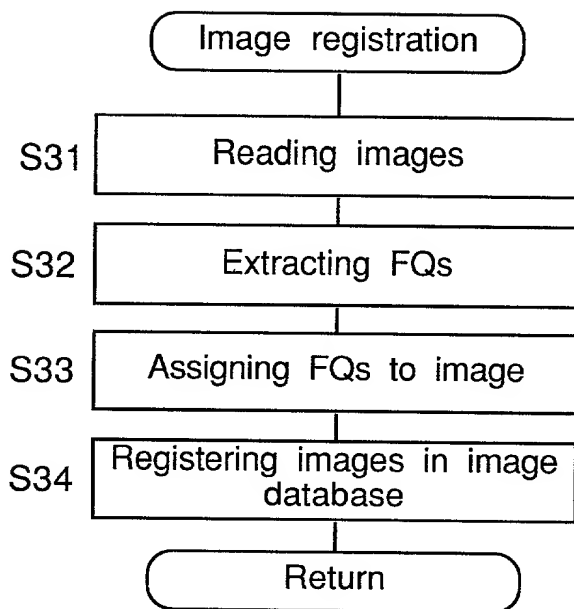 Image registration
S31 Reading images
S32 Extracting FQs
S33 Assigning FQs to image
S34 Registering images in image
database
Return